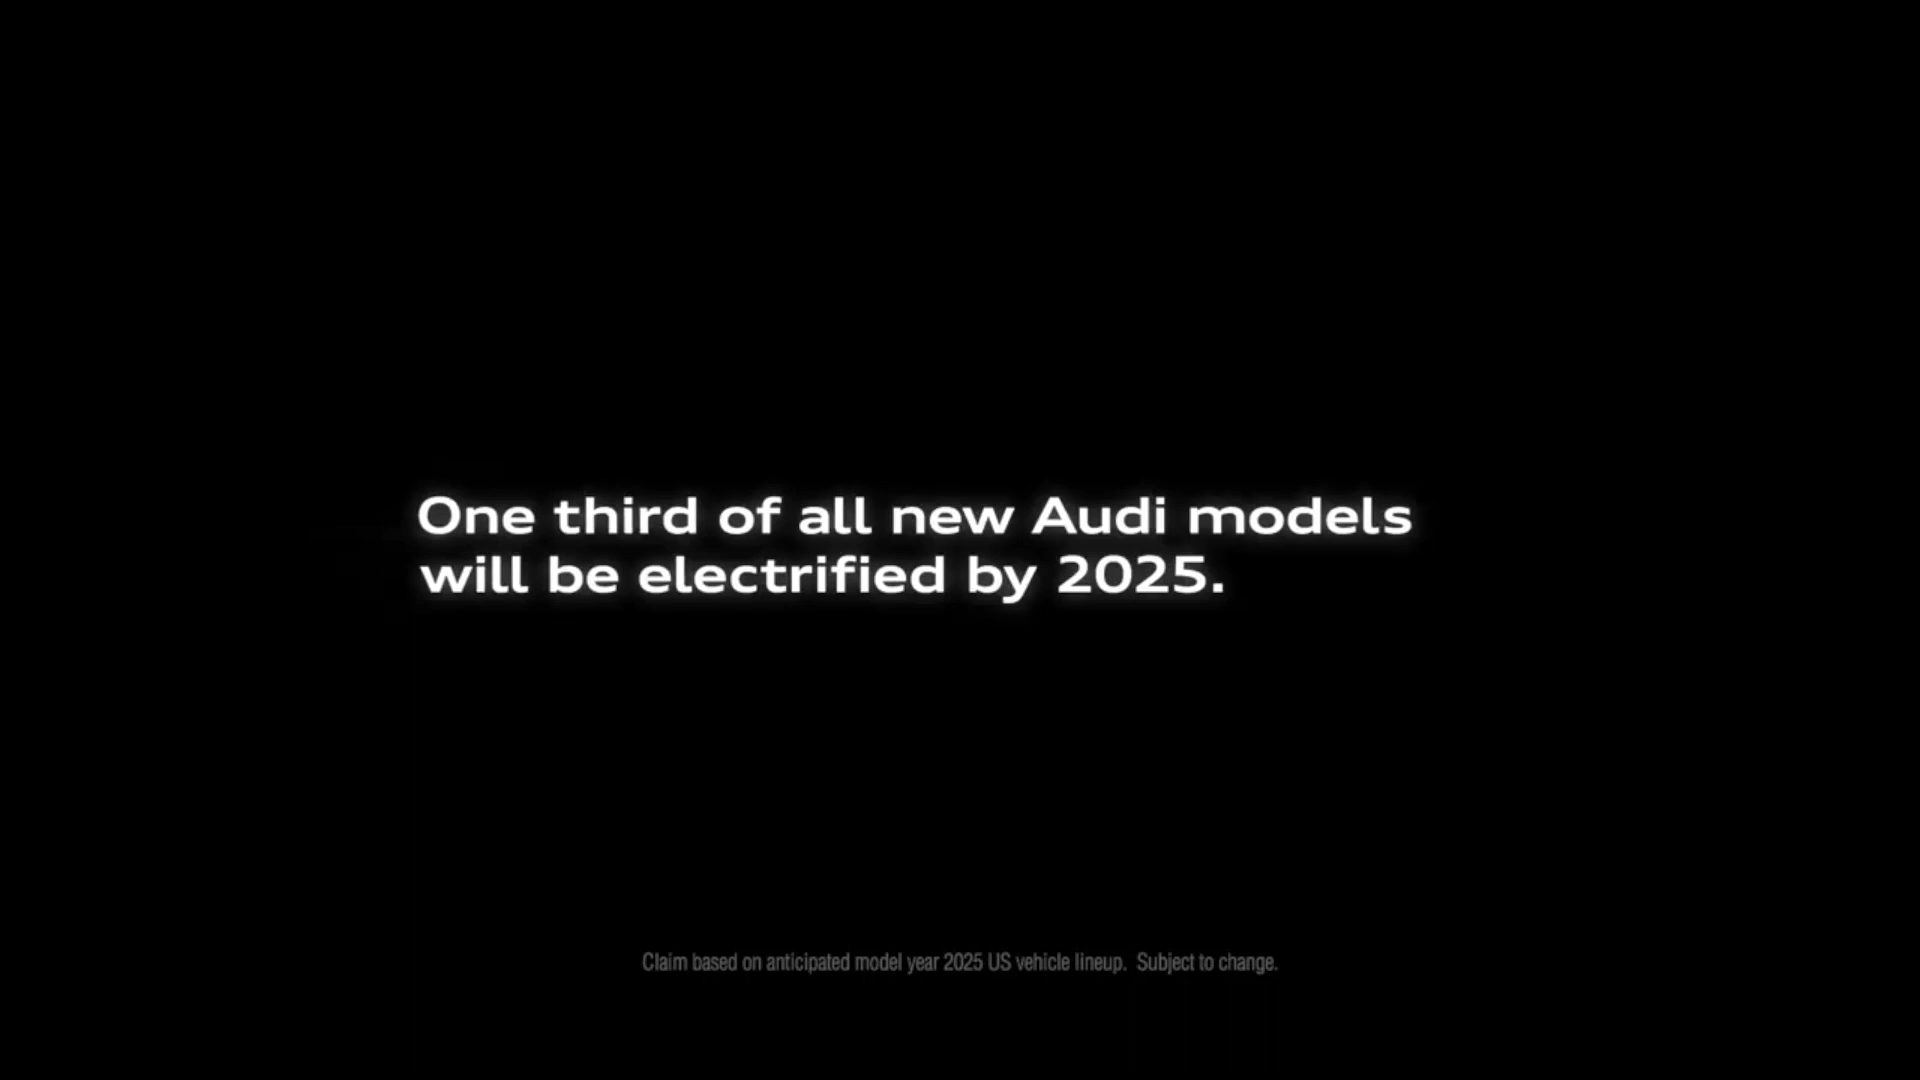 One third of all new Audi models
will be electrified by 2025.
Claim based on anticipated model year 2025 US vehicle lineup. Subject to change.